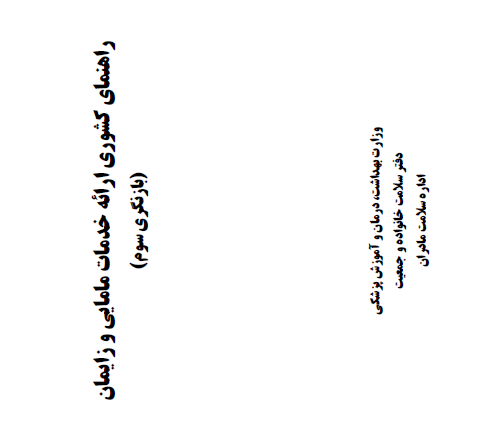 راهنمای کشوری ارائه خدمات مامایی و زایمان
(بازنگری سوم)
وزارت بهداشت، درمان و آموزش پزشکی
دفتر سلامت خانواده و جمعیت
اداره سلامت مادران